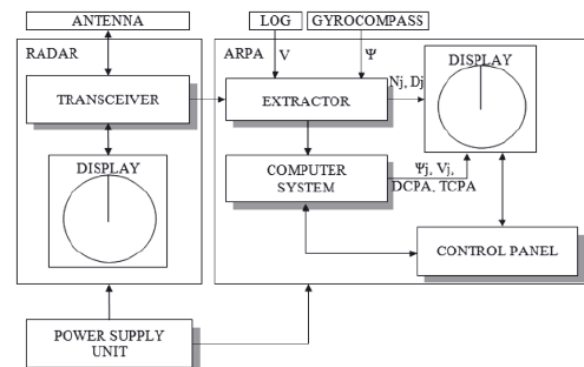 ANTENNA
LOG
GYROCOMPASS
RADAR
ARPA
V
Ψ
TRANSCEIVER
EXTRACTOR
Nj, Dj
DISPLAY
DISPLAY
COMPUTER
SYSTEM
Ψj, Vj,
DCPA, TCPA
CONTROL PANEL
POWER SUPPLY
UNIT